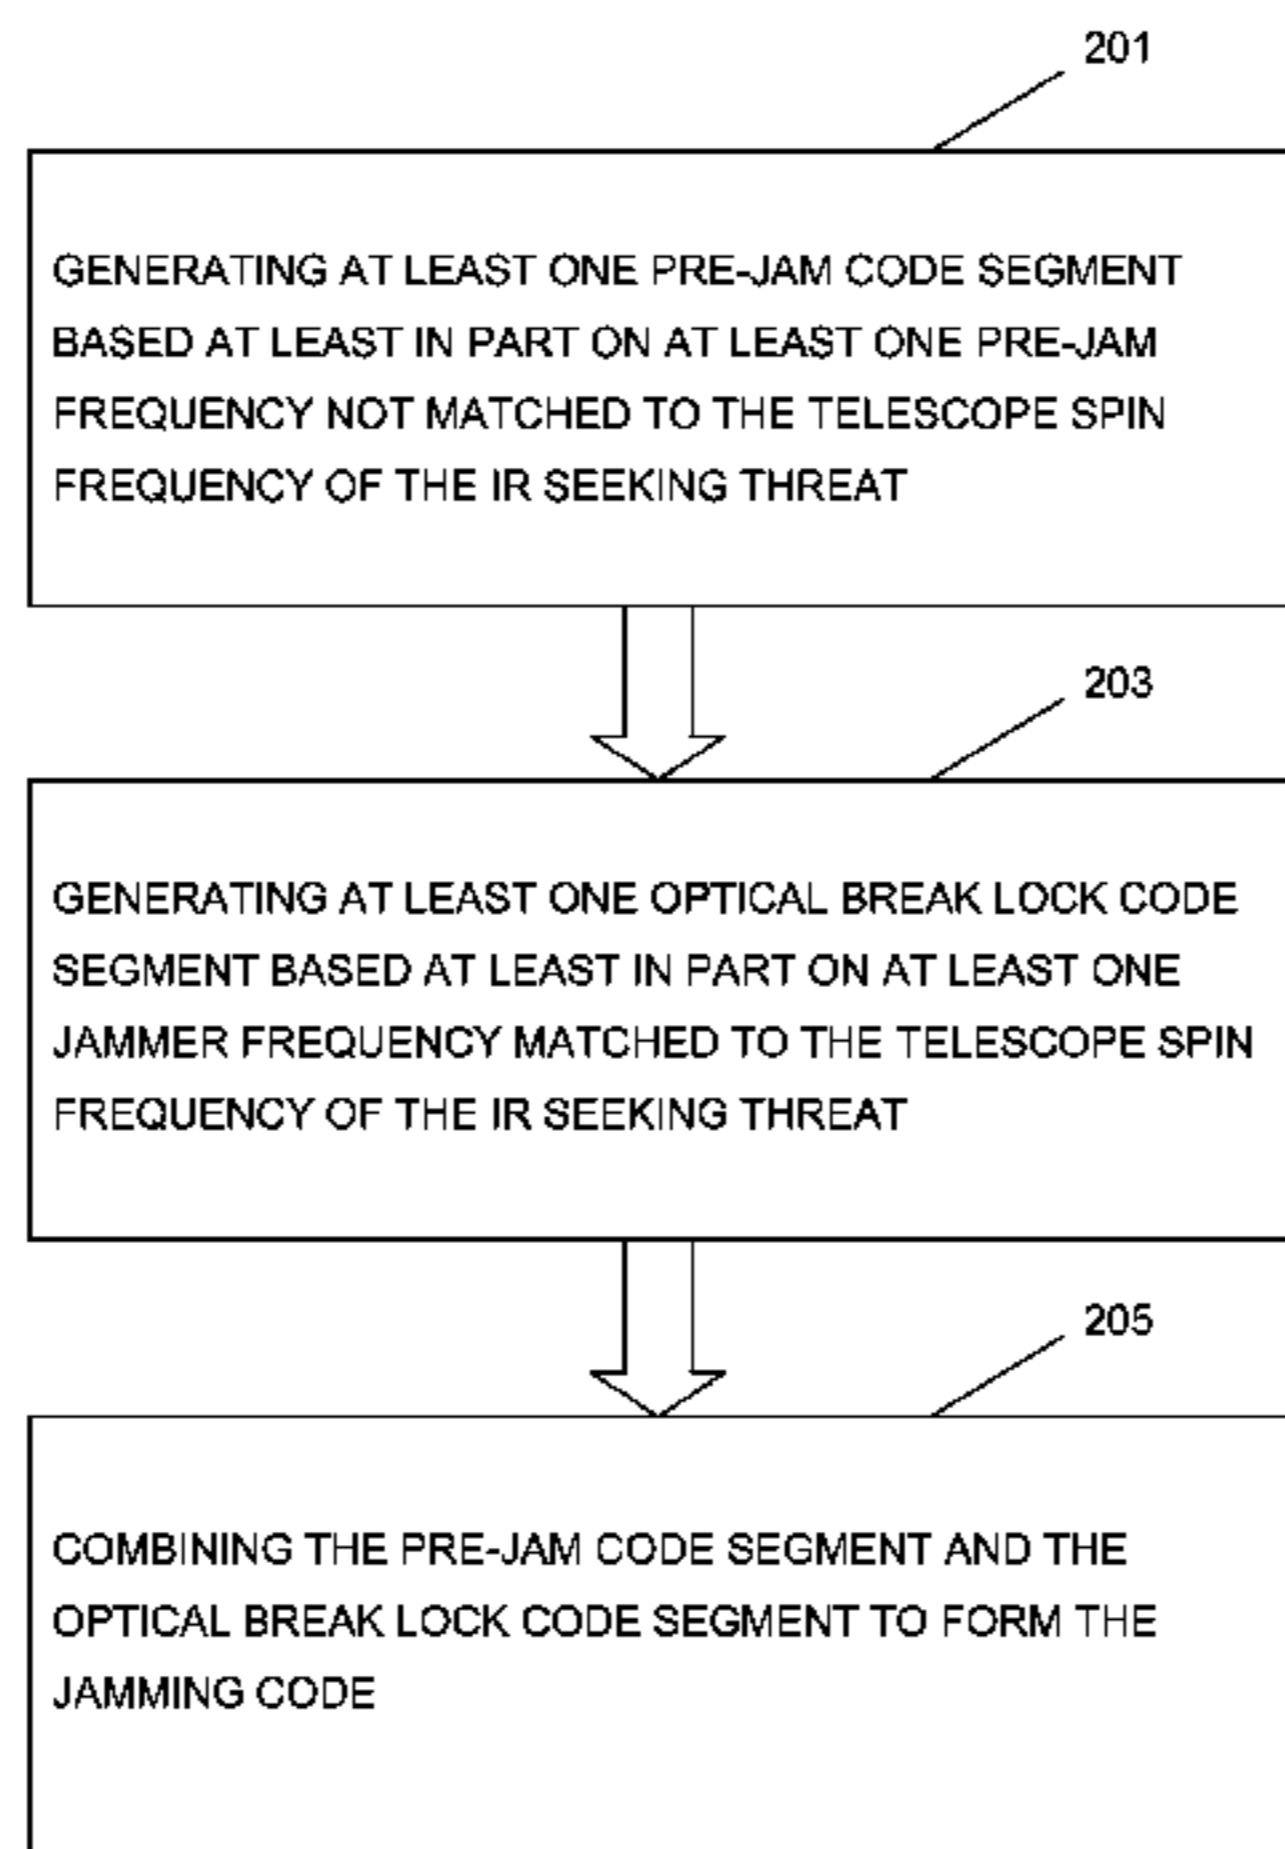 201
GENERATING AT LEAST ONE PRE-JAM CODE SEGMENT
BASED AT LEAST IN PART ON AT LEAST ONE PRE-JAM
FREQUENCY NOT MATCHED TO THE TELESCOPE SPIN
FREQUENCY OF THE IR SEEKING THREAT
203
GENERATING AT LEAST ONE OPTICAL BREAK LOCK CODE
SEGMENT BASED AT LEAST IN PART ON AT LEAST ONE
JAMMER FREQUENCY MATCHED TO THE TELESCOPE SPIN
FREQUENCY OF THE IR SEEKING THREAT
205
COMBINING THE PRE-JAM CODE SEGMENT AND THE
OPTICAL BREAK LOCK CODE SEGMENT TO FORM THE
JAMMING CODE